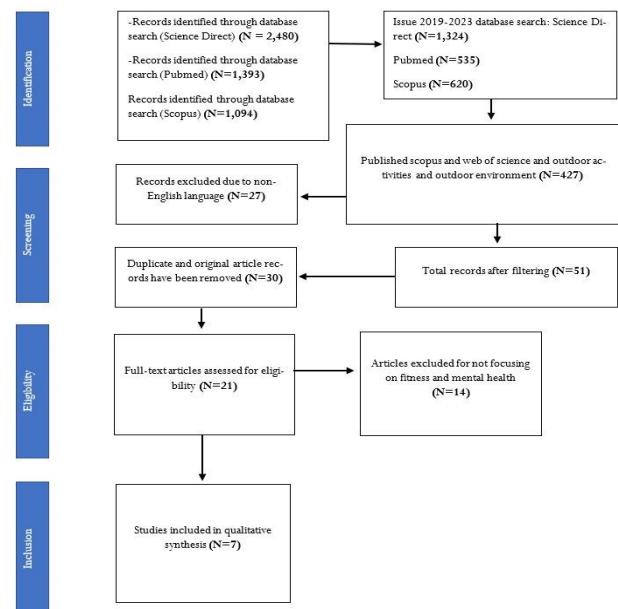 Identification
-Records identified through
database search (Science Direct) (N = 2,480)
-Records identified through
database search (Pubmed) (N=1,393)
Records identified through database
search (Scopus) (N=1,094)
Issue 2019-2023 database search: Science Di-
rect (N=1,324)
Pubmed (N=535)
Scopus (N=620)
Screening
Published scopus and web of science and outdoor ac-
tivities and outdoor environment (N=427)
Records excluded due to non-
English language (N=27)
Total records after filtering (N=51)
Duplicate and original article rec-
ords have been removed (N=30)
Eligibility
Full-text articles assessed for eligi-
bility (N=21)
Articles excluded for not focusing
on fitness and mental health
(N=14)
Inclusion
Studies included in qualitative
synthesis (N=7)